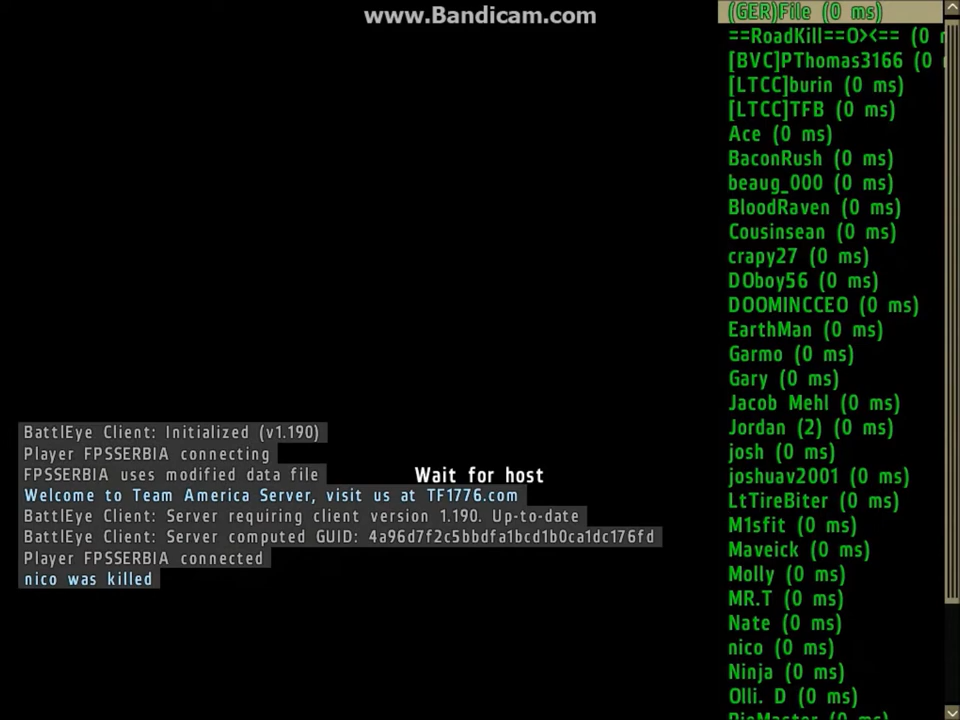 www.Bandicam.com
(GER)File (0 ms)
==RoadKill==O><== (0
[BVC]PThomas3166 (0
[LTCC]burin (0 ms)
[LTCC]TFB (0 ms)
Ace (0 ms)
BaconRush (0 ms)
beaug_000 (0 ms)
BloodRaven (0 ms)
Cousinsean (0 ms)
crapy27 (0 ms)
DOboy56 (0 ms)
DOOMINCCEO (0 ms)
EarthMan (0 ms)
Garmo (0 ms)
Gary (0 ms)
Jacob Mehl (0 ms)
Jordan (2) (0 ms)
josh (0 ms)
joshuav2001 (0 ms)
LtTireBiter (0 ms)
M1sfit (0 ms)
Maveick (0 ms)
Molly (0 ms)
MR.T (0 ms)
Nate (0 ms)
nico (0 ms)
Ninja (0 ms)
Olli. D (0 ms)
BattlEye Client: Initialized (v1.190)
Player FPSSERBIA connecting
FPSSERBIA uses modified data file
Wait for host
Welcome to Team America Server, visit us at TF1776.com
BattlEye Client: Server requiring client version 1.190. Up-to-date
BattlEye Client: Server computed GUID: 4a96d7f2c5bbdfa1bcd1b0ca1dc176fd
Player FPSSERBIA connected
nico was killed